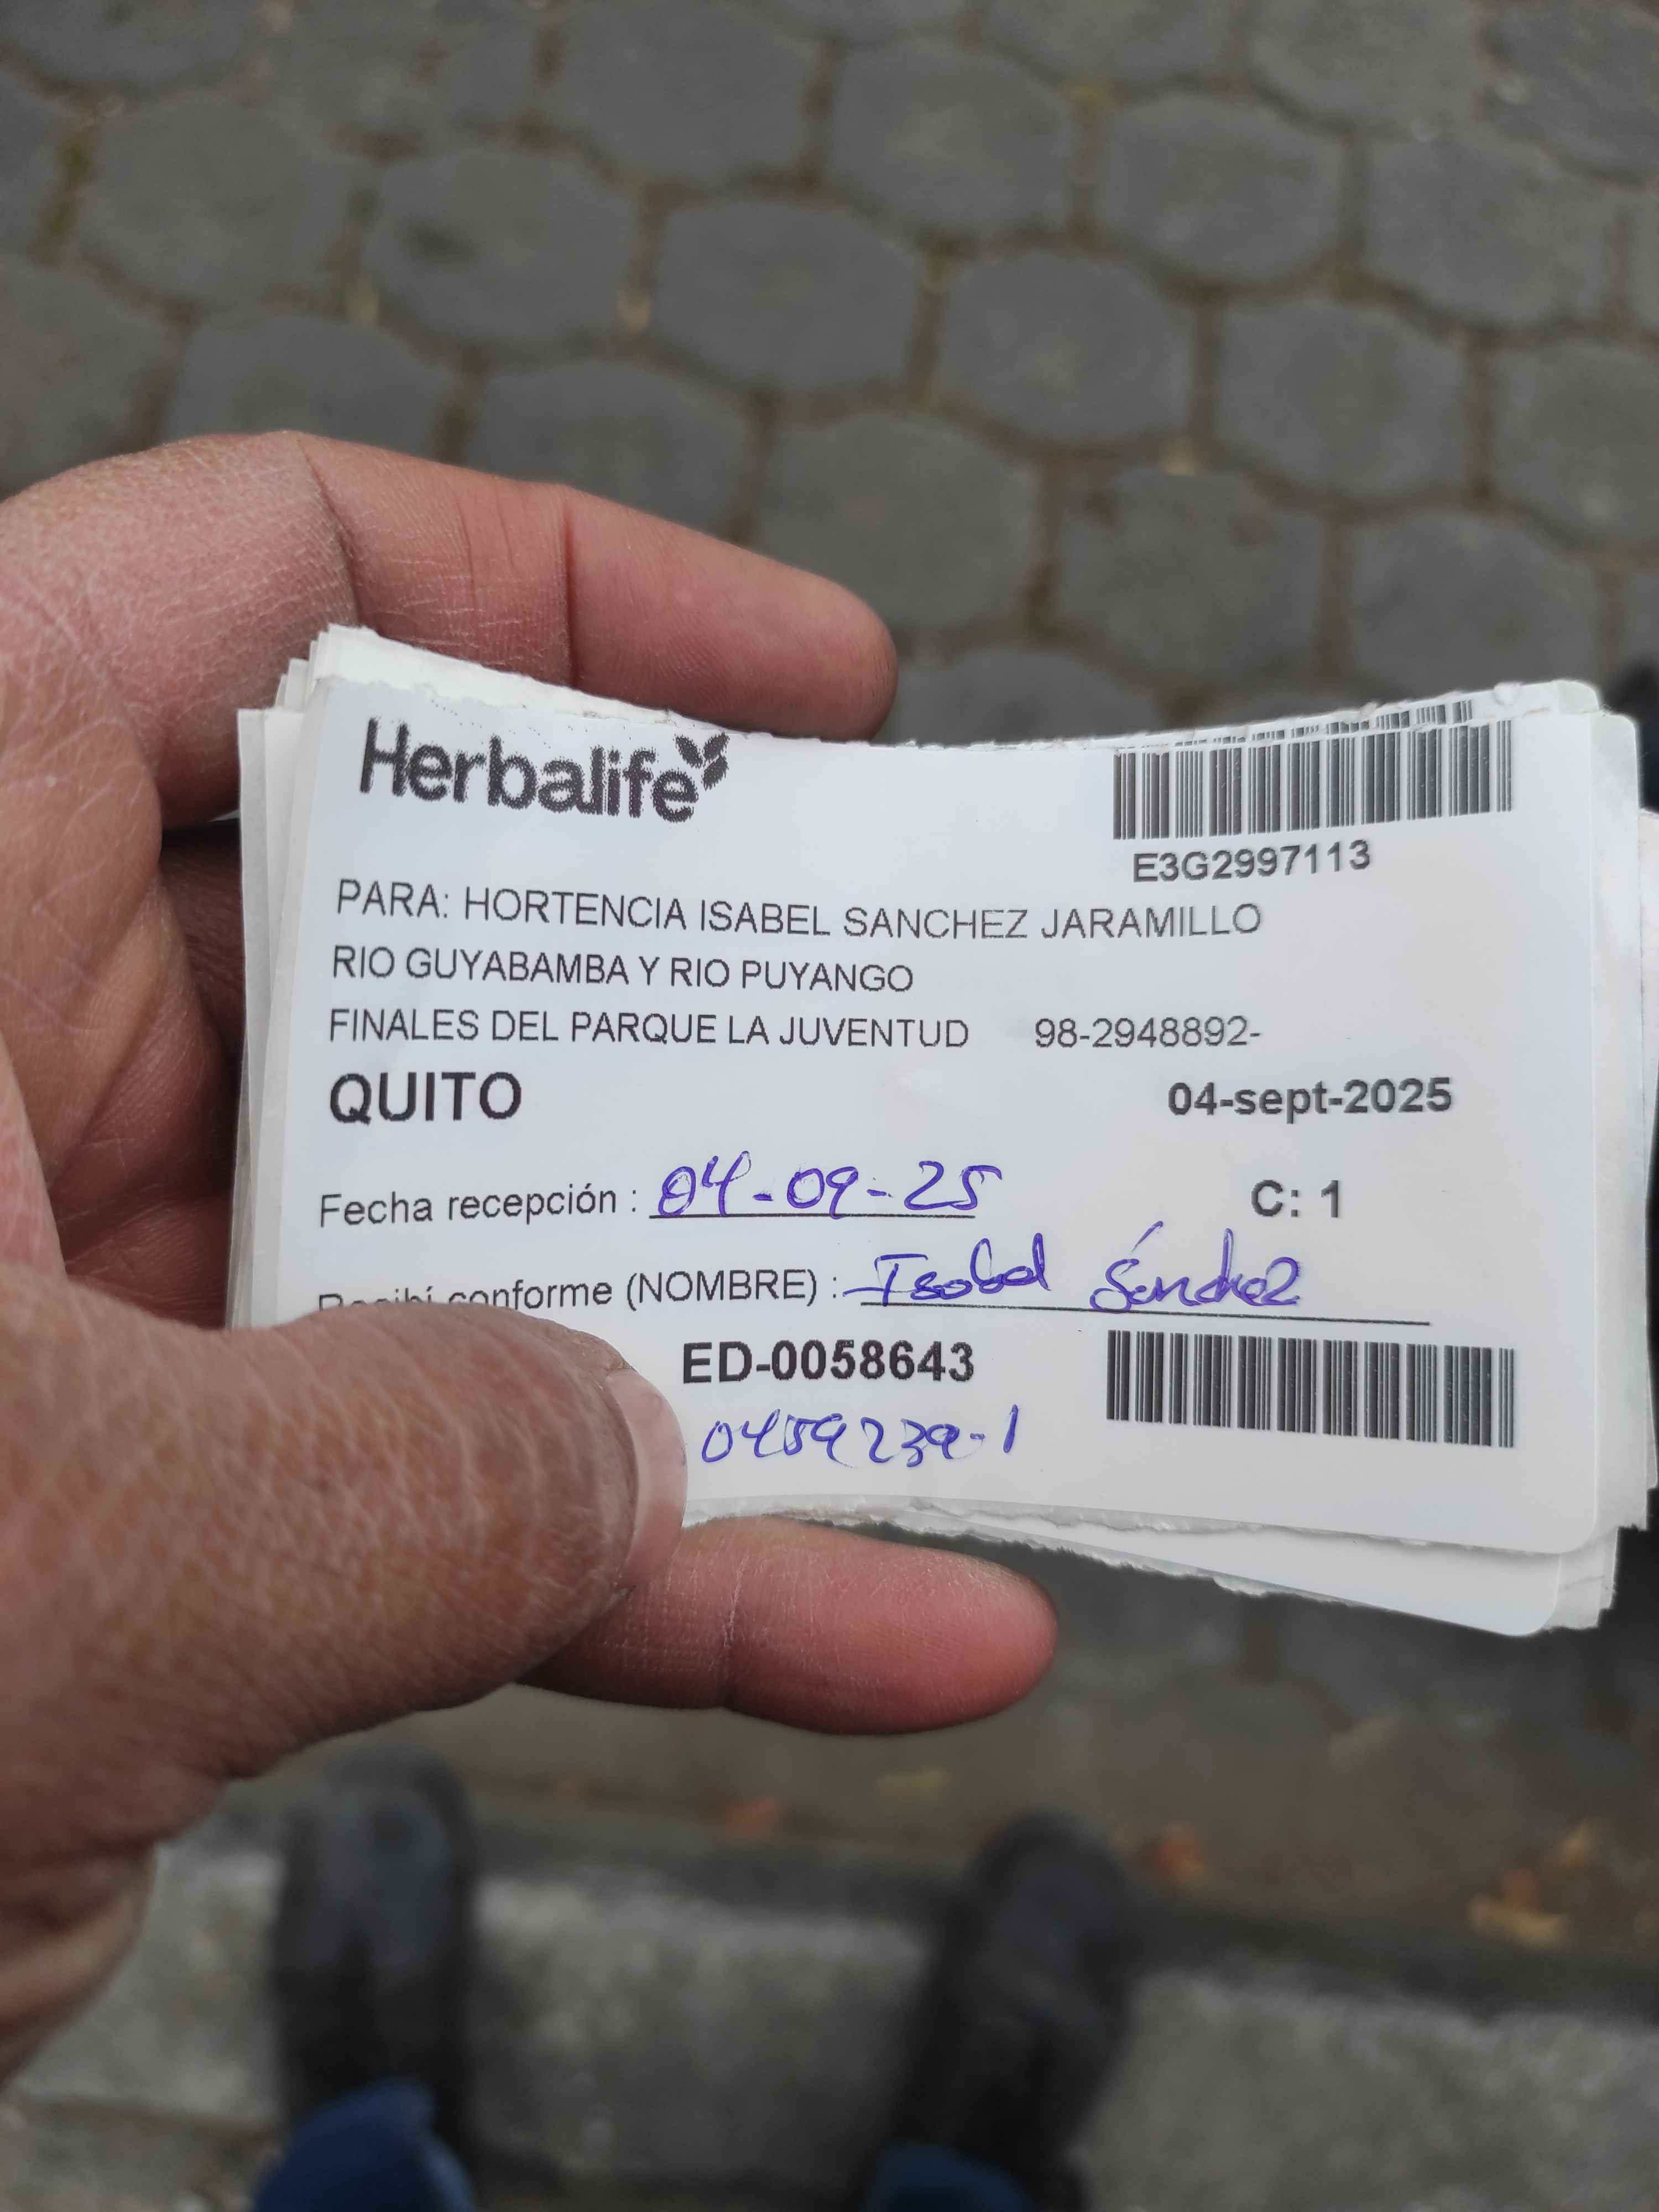 Herbalife
E3G2997113
PARA: HORTENCIA ISABEL SANCHEZ JARAMILLO
RIO GUYABAMBA Y RIO PUYANGO
FINALES DEL PARQUE LA JUVENTUD 98-2948892-
QUITO 04-sept-2025
Fecha recepción : 04-09-25 C: 1
Recibí conforme (NOMBRE) : Isabel Sánchez
ED-0058643
0459239-1